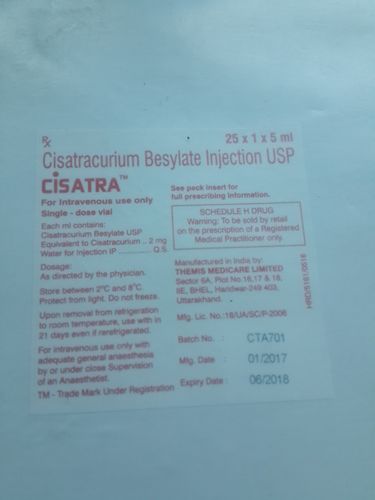 Rx 25 x 1 x 5 ml
Cisatracurium Besylate Injection USP
CISATRA™
See pack insert for
full prescribing information.
For Intravenous use only
Single - dose vial
SCHEDULE H DRUG
Warning: To be sold by retail
on the prescription of a Registered
Medical Practitioner only.
Each ml contains:
Cisatracurium Besylate USP
Equivalent to Cisatracurium .. 2 mg
Water for Injection IP ............ Q.S.
Dosage:
As directed by the physician.
Store between 2°C and 8°C.
Protect from light. Do not freeze.
Upon removal from refrigeration
to room temperature, use with in
21 days even if rerefrigerated.
For intravenous use only with
adequate general anaesthesia
by or under close Supervision
of an Anaesthetist.
TM - Trade Mark Under Registration
Manufactured in India by:
THEMIS MEDICARE LIMITED
Sector 6A, Plot No.16,17 & 18,
IIE, BHEL, Haridwar-249 403,
Uttarakhand.
Mfg. Lic. No.:18/UA/SC/P-2006
Batch No. : CTA701
Mfg. Date : 01/2017
Expiry Date : 06/2018